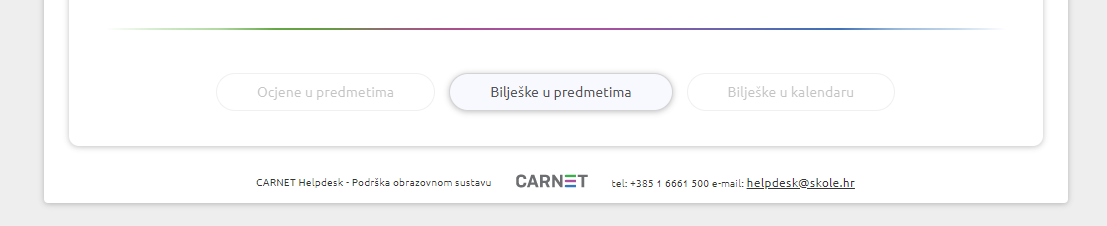 Ocjene u predmetima
Bilješke u predmetima
Bilješke u kalendaru
CARNET Helpdesk - Podrška obrazovnom sustavu
CARNET
tel: +385 1 6661 500 e-mail: helpdesk@skole.hr